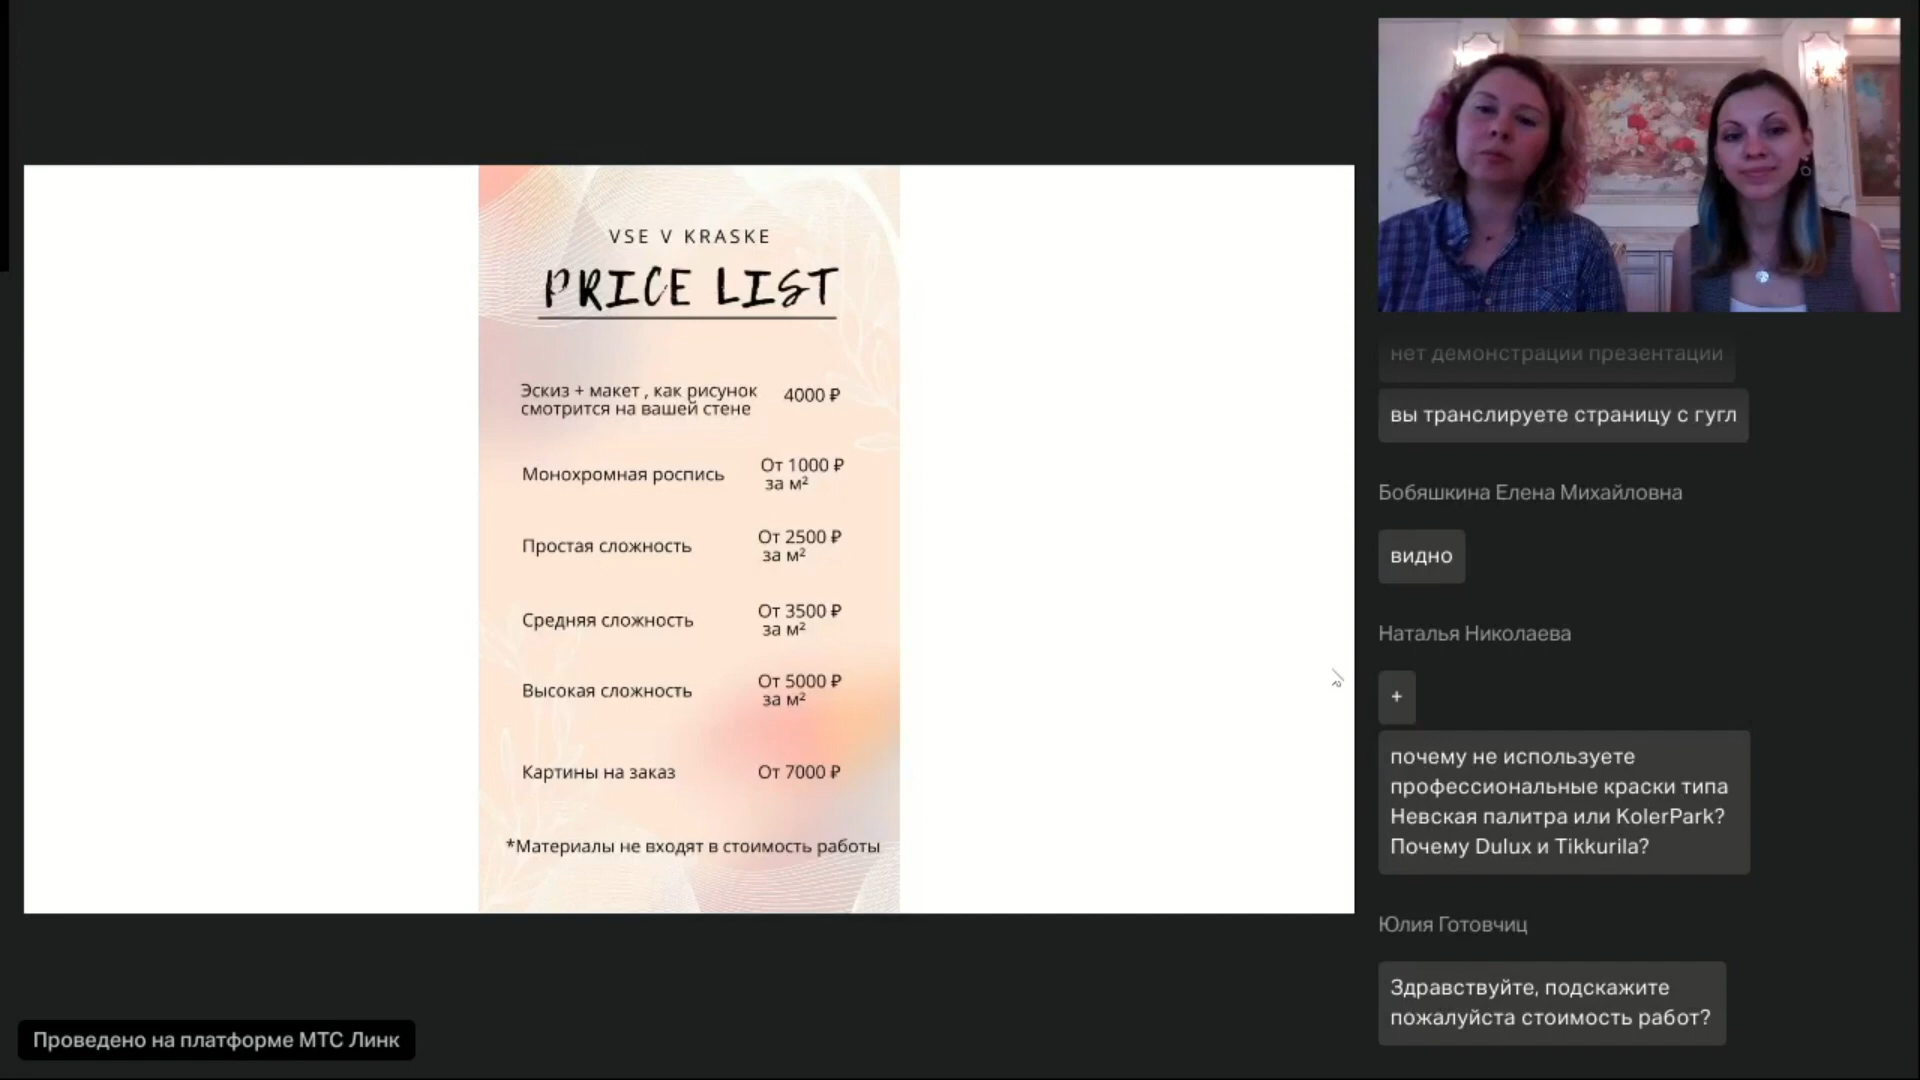 VSE V KRASKE
PRICE LIST
Эскиз + макет , как рисунок
смотрится на вашей стене
4000 ₽
Монохромная роспись
От 1000 ₽
за м²
Простая сложность
От 2500 ₽
за м²
Средняя сложность
От 3500 ₽
за м²
Высокая сложность
От 5000 ₽
за м²
Картины на заказ
От 7000 ₽
*Материалы не входят в стоимость работы
Проведено на платформе МТС Линк
нет демонстрации презентации
вы транслируете страницу с гугл
Бобяшкина Елена Михайловна
видно
Наталья Николаева
+
почему не используете
профессиональные краски типа
Невская палитра или KolerPark?
Почему Dulux и Tikkurila?
Юлия Готовчиц
Здравствуйте, подскажите
пожалуйста стоимость работ?